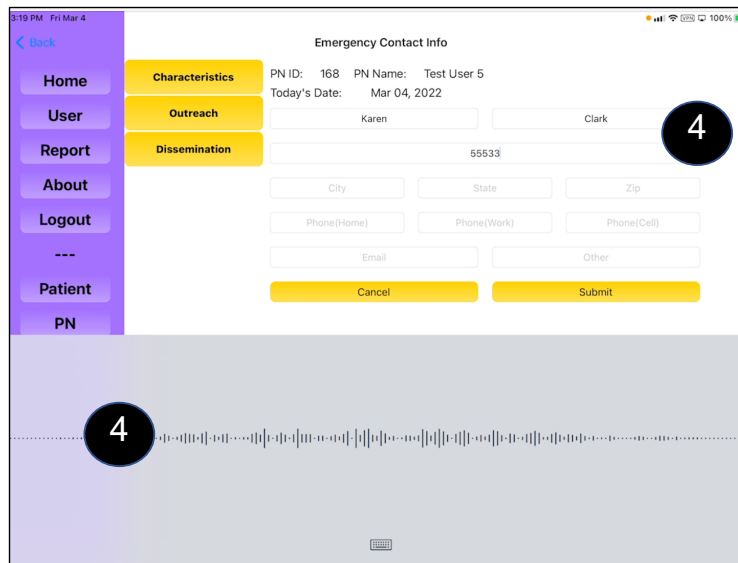 3:19 PM Fri Mar 4
VPN 100%
Back
Emergency Contact Info
Home
User
Report
About
Logout
---
Patient
PN
Characteristics
Outreach
Dissemination
PN ID: 168 PN Name: Test User 5
Today's Date: Mar 04, 2022
Karen Clark
4
55533
City State Zip
Phone(Home) Phone(Work) Phone(Cell)
Email Other
Cancel Submit
4